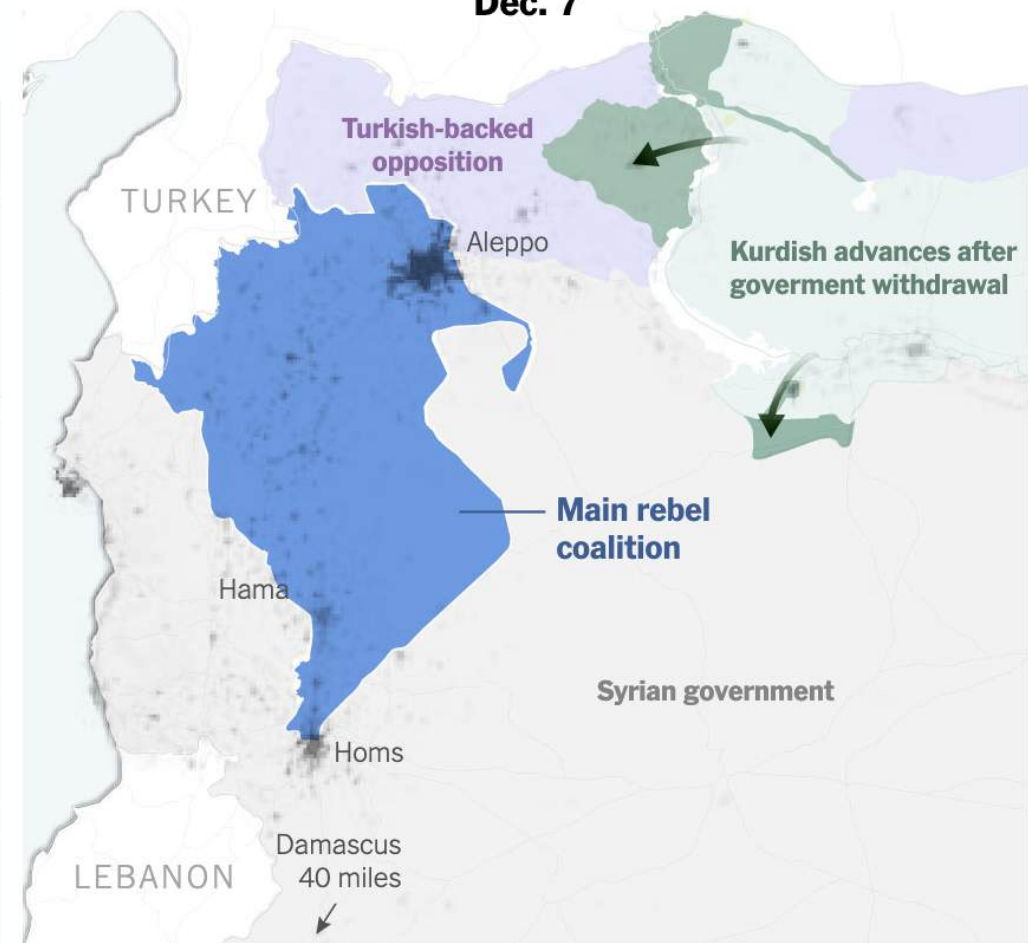 Dec. 7
Turkish-backed
opposition
TURKEY
Aleppo
Kurdish advances after
goverment withdrawal
Main rebel
coalition
Hama
Syrian government
Homs
Damascus
40 miles
LEBANON